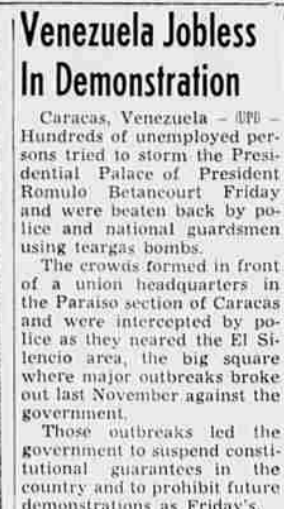 Venezuela Jobless
In Demonstration
Caracas, Venezuela – (UPI) –
Hundreds of unemployed per-
sons tried to storm the Presi-
dential Palace of President
Romulo Betancourt Friday
and were beaten back by po-
lice and national guardsmen
using teargas bombs.
The crowds formed in front
of a union headquarters in
the Paraiso section of Caracas
and were intercepted by po-
lice as they neared the El Si-
lencio area, the big square
where major outbreaks broke
out last November against the
government.
Those outbreaks led the
government to suspend consti-
tutional guarantees in the
country and to prohibit future
demonstrations as Friday's.